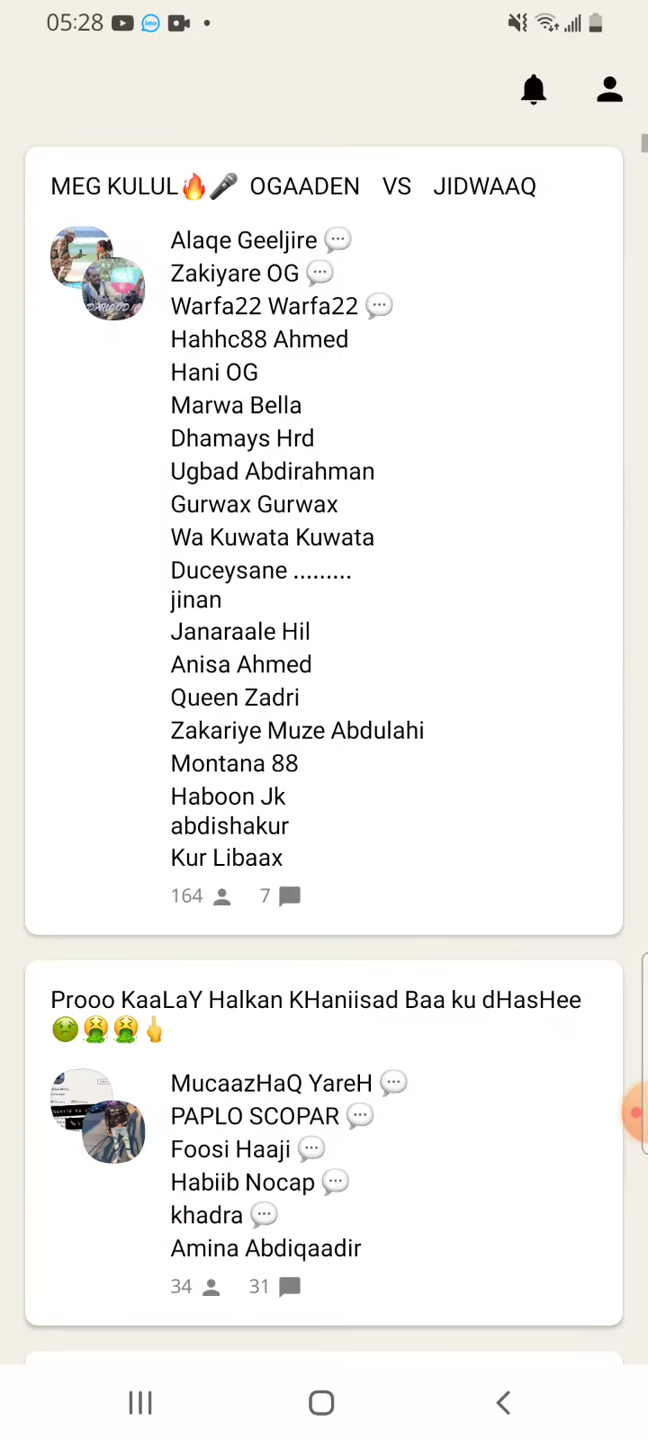 05:28
MEG KULUL🔥🎤 OGAADEN VS JIDWAAQ
Alaqe Geeljire 💬
Zakiyare OG 💬
Warfa22 Warfa22 💬
Hahhc88 Ahmed
Hani OG
Marwa Bella
Dhamays Hrd
Ugbad Abdirahman
Gurwax Gurwax
Wa Kuwata Kuwata
Duceysane .........
jinan
Janaraale Hil
Anisa Ahmed
Queen Zadri
Zakariye Muze Abdulahi
Montana 88
Haboon Jk
abdishakur
Kur Libaax
164 7
Prooo KaaLaY Halkan KHaniisad Baa ku dHasHee
🤢🤮🤮🖕
MucaazHaQ YareH 💬
PAPLO SCOPAR 💬
Foosi Haaji 💬
Habiib Nocap 💬
khadra 💬
Amina Abdiqaadir
34 31